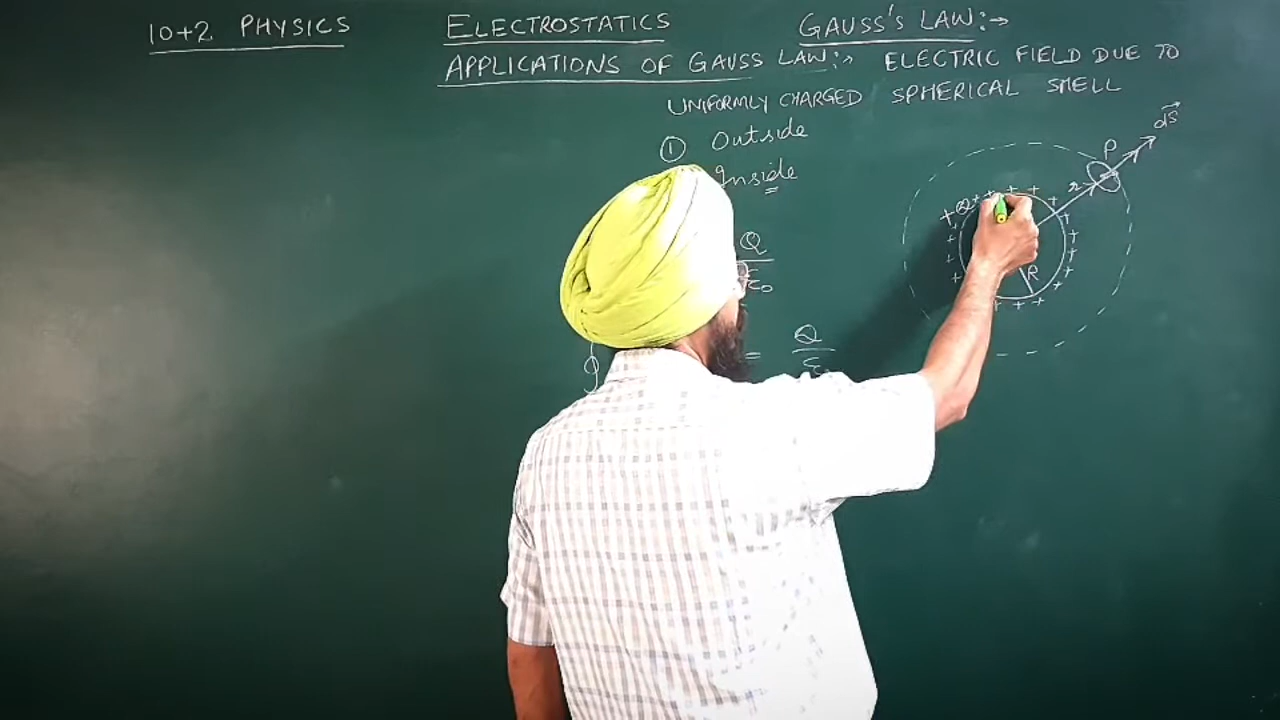 10+2 PHYSICS ELECTROSTATICS GAUSS'S LAW:→
APPLICATIONS OF GAUSS LAW:→ ELECTRIC FIELD DUE TO
UNIFORMLY CHARGED SPHERICAL SHELL
① Outside
Inside
dS
P
r
+ Q + + + + +
R
Q
ε₀
= Q